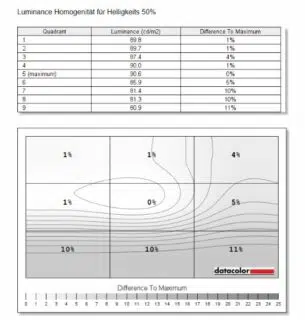 Luminance Homogenität für Helligkeits 50%
Quadrant Luminance (cd/m2) Difference To Maximum
1 89.8 1%
2 89.7 1%
3 87.4 4%
4 90.0 1%
5 (maximum) 90.6 0%
6 85.9 5%
7 81.4 10%
8 81.3 10%
9 80.9 11%
1% 1% 4%
1% 0% 5%
10% 10% 11%
datacolor
Difference To Maximum
0 1 2 3 4 5 6 7 8 9 10 11 12 13 14 15 16 17 18 19 20 21 22 23 24 25